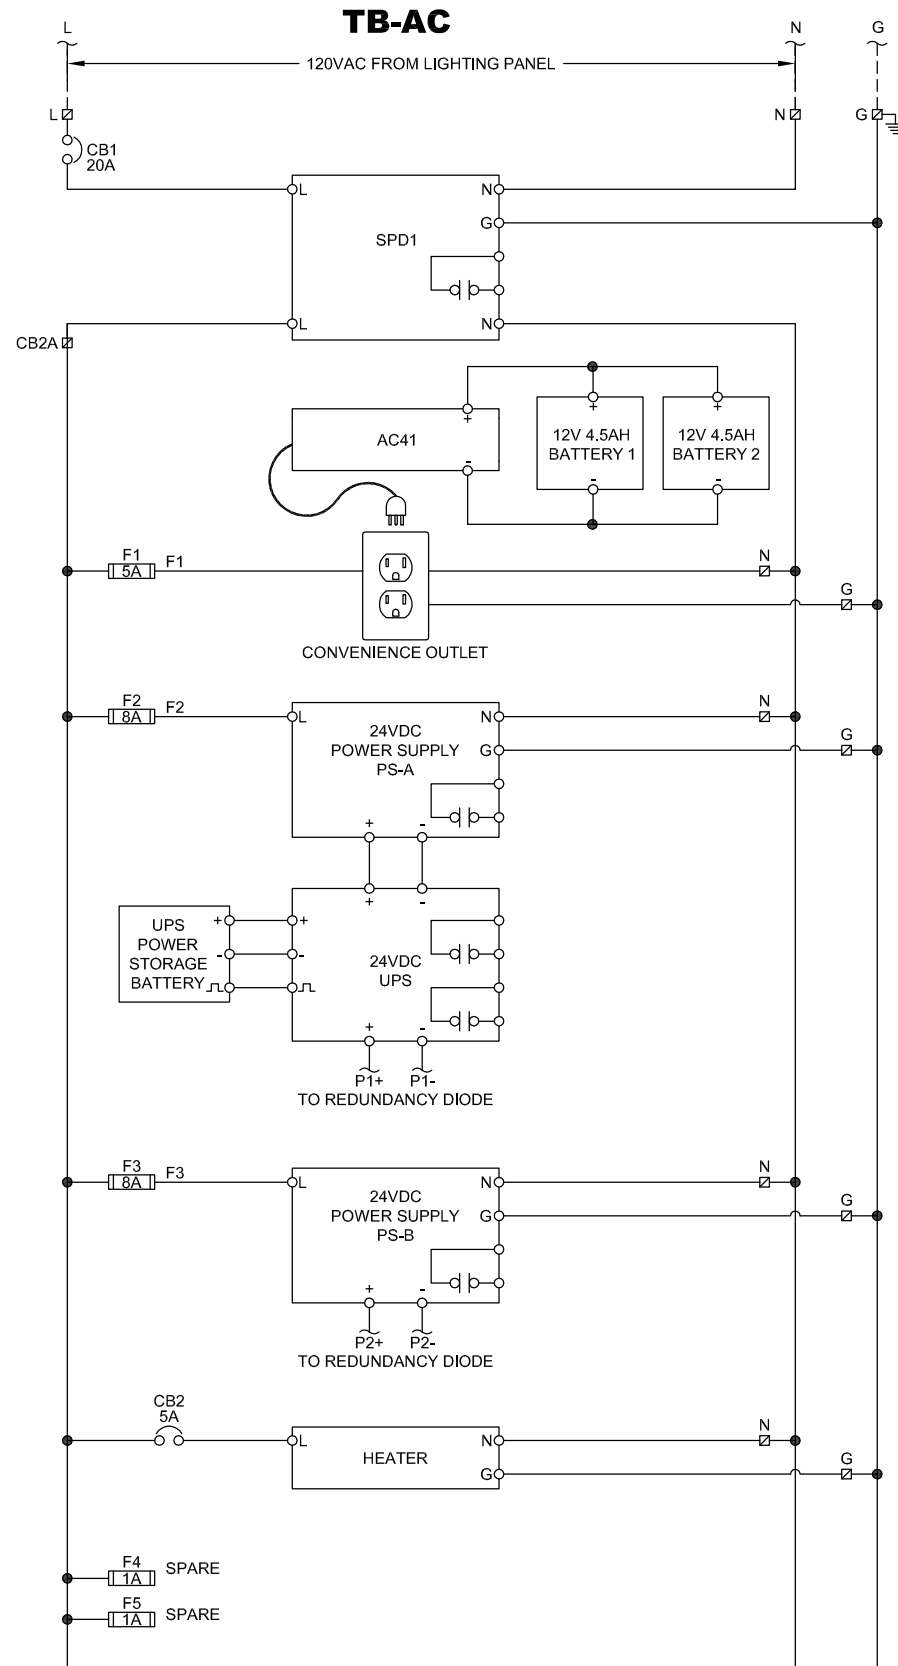 TB-AC
L N G
120VAC FROM LIGHTING PANEL
L N G
CB1
20A
L N
G
SPD1
L N
CB2A
+ + +
AC41
12V 4.5AH
BATTERY 1
12V 4.5AH
BATTERY 2
- - -
F1 F1 N
5A
G
CONVENIENCE OUTLET
F2 F2 N
8A
L N
24VDC
POWER SUPPLY
PS-A
G G
+ -
+ -
UPS
POWER
STORAGE
BATTERY
+ +
- -
24VDC
UPS
+ -
P1+ P1-
TO REDUNDANCY DIODE
F3 F3 N
8A
L N
24VDC
POWER SUPPLY
PS-B
G G
+ -
P2+ P2-
TO REDUNDANCY DIODE
CB2
5A
N
L N
HEATER
G G
F4 SPARE
1A
F5 SPARE
1A